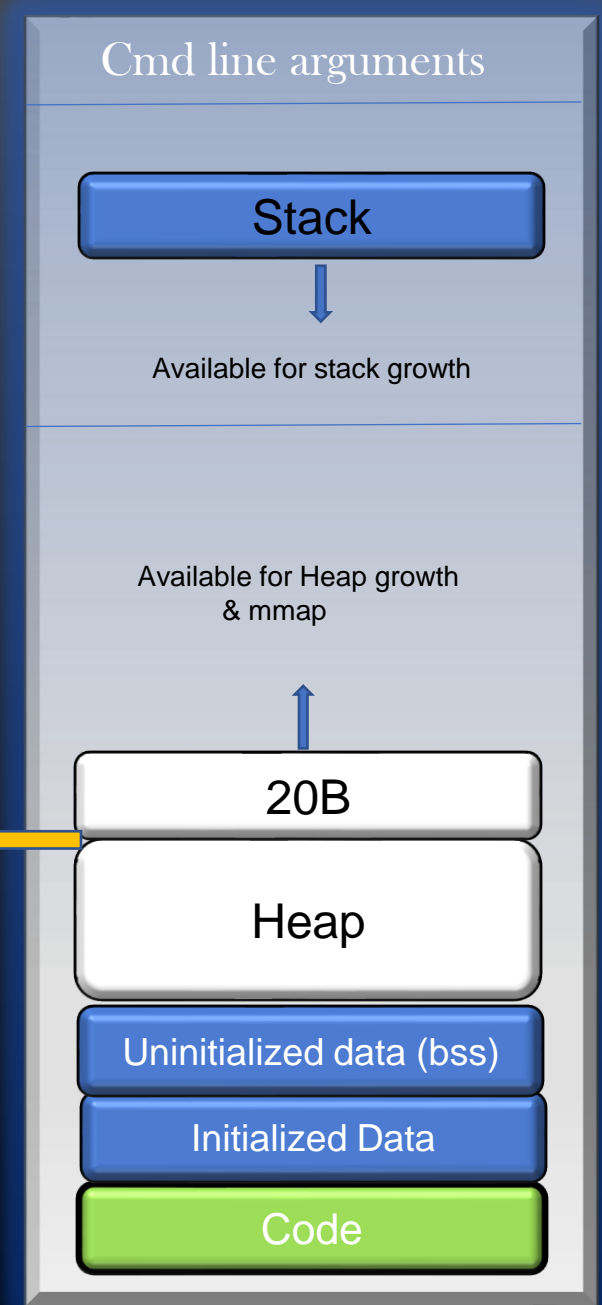 Cmd line arguments
Stack
Available for stack growth
Available for Heap growth
& mmap
20B
Heap
Uninitialized data (bss)
Initialized Data
Code